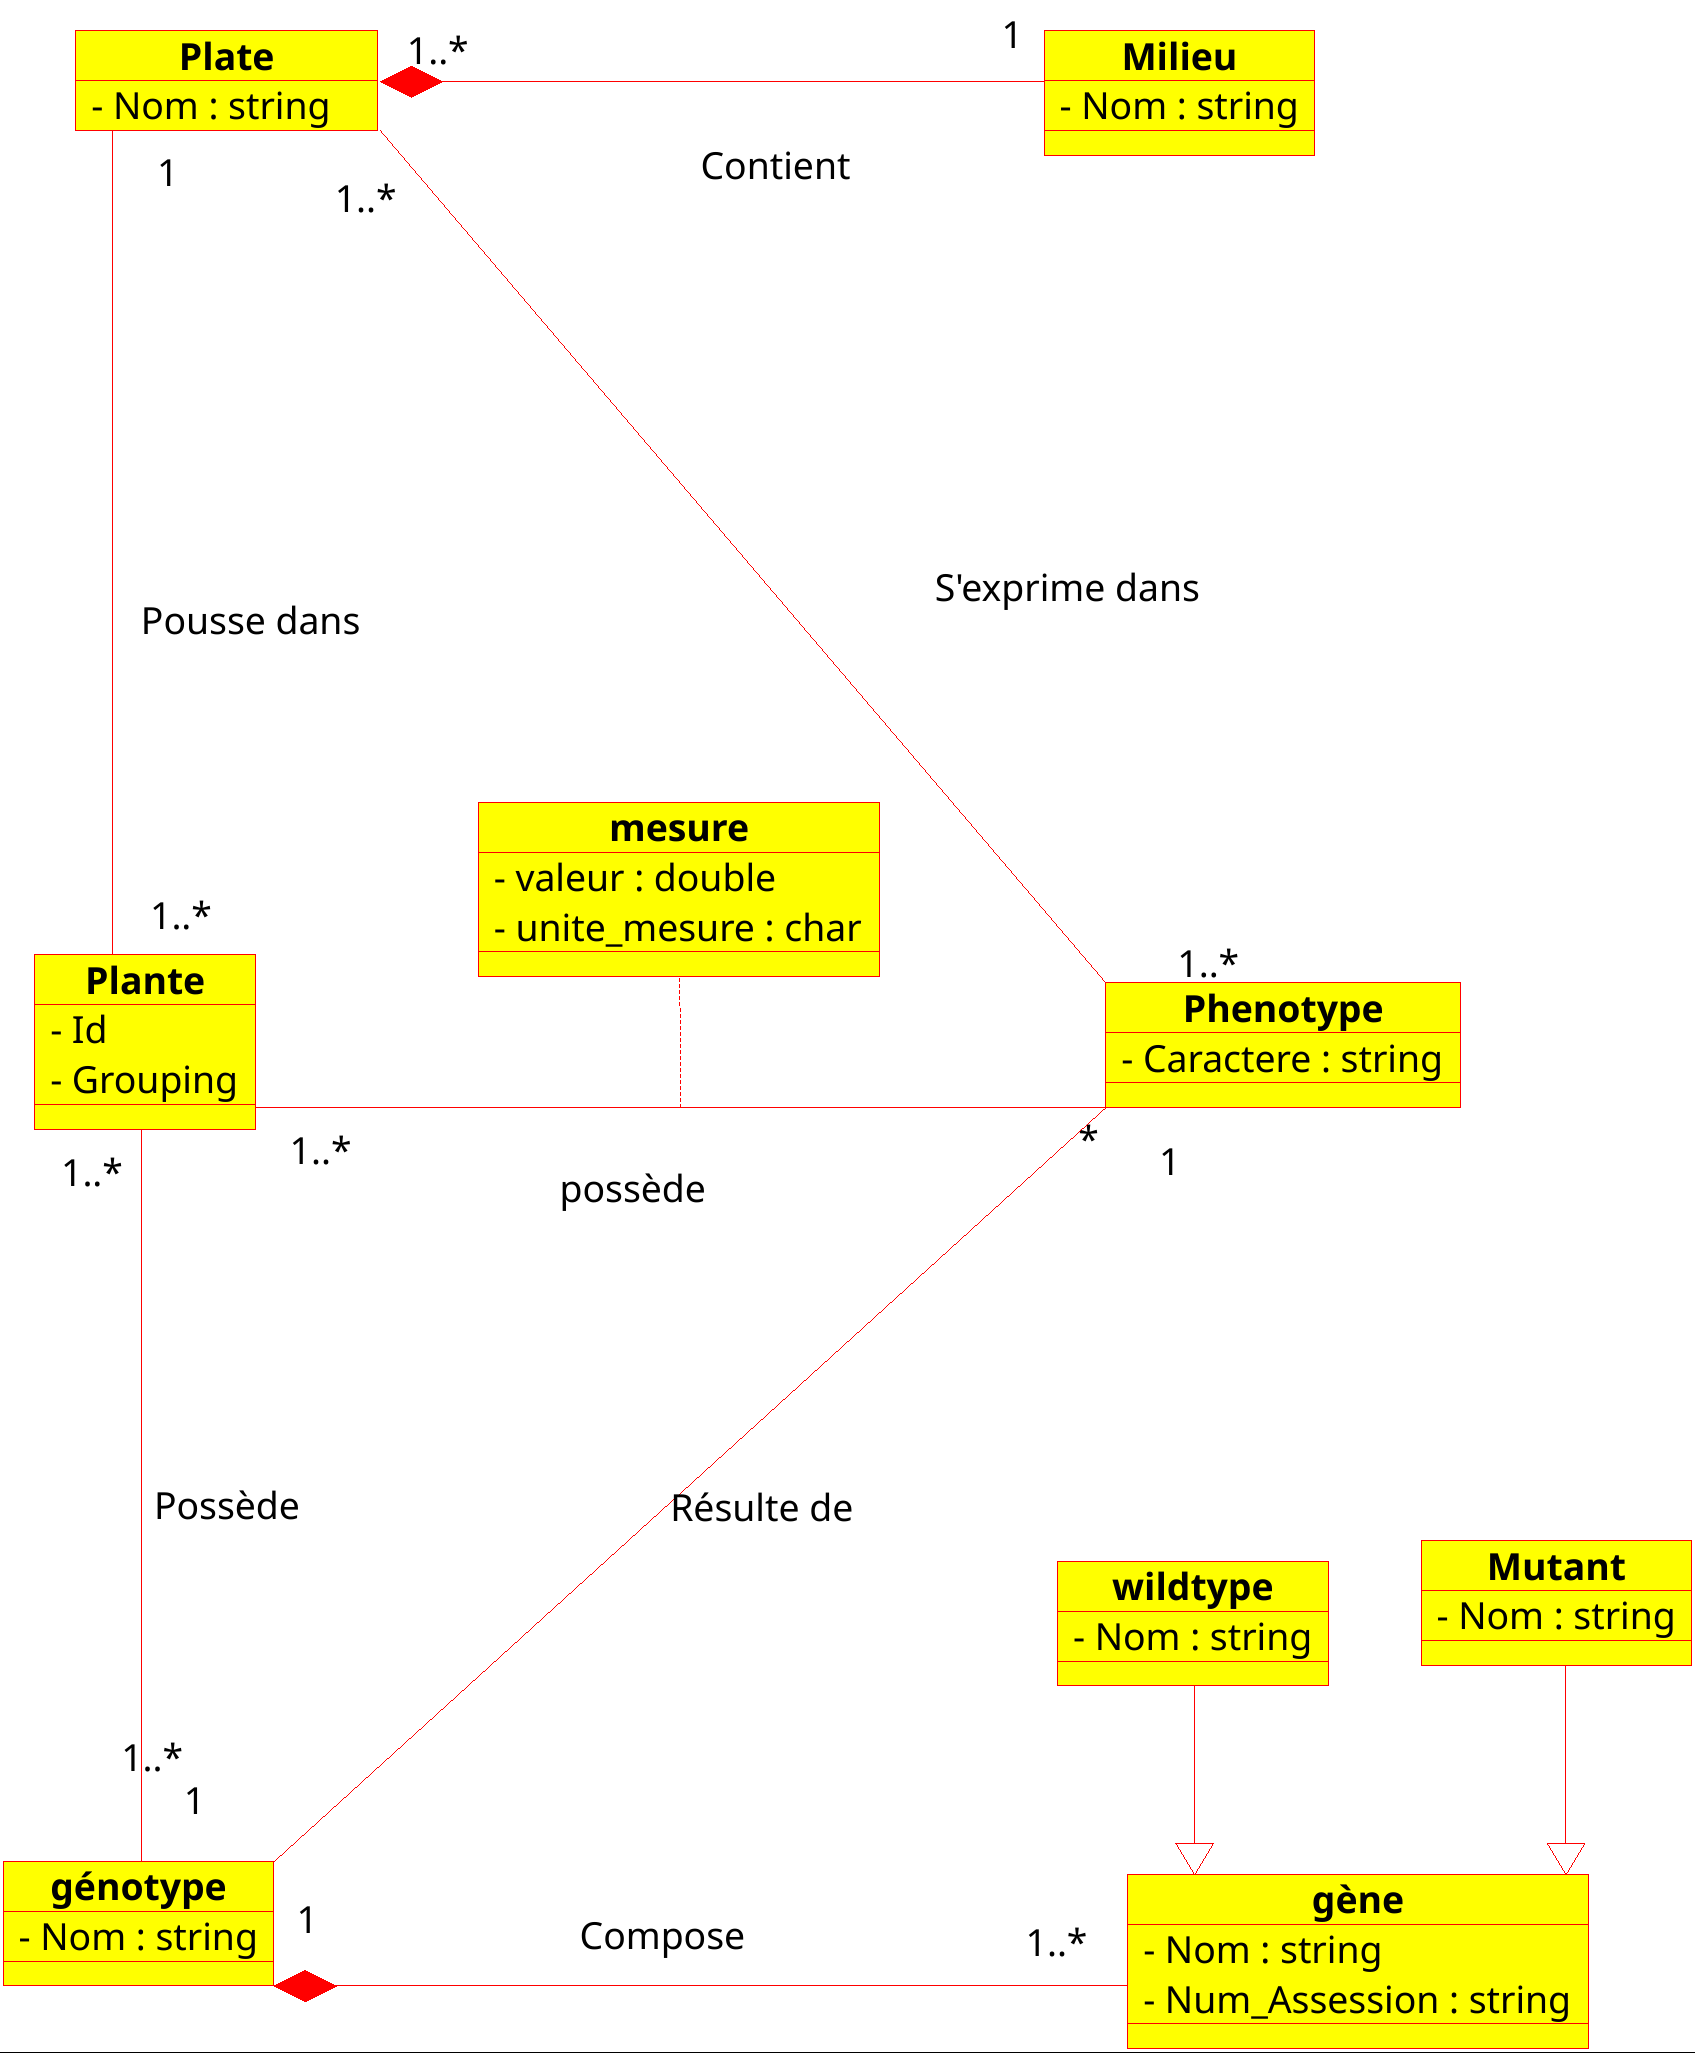 Plate
- Nom : string
1..*
1
Milieu
- Nom : string
Contient
1
1..*
Pousse dans
S'exprime dans
mesure
- valeur : double
- unite_mesure : char
1..*
Plante
- Id
- Grouping
1..*
Phenotype
- Caractere : string
1..*
1..*
possède
*
1
Possède
Résulte de
wildtype
- Nom : string
Mutant
- Nom : string
1..*
1
génotype
- Nom : string
1
Compose
1..*
gène
- Nom : string
- Num_Assession : string